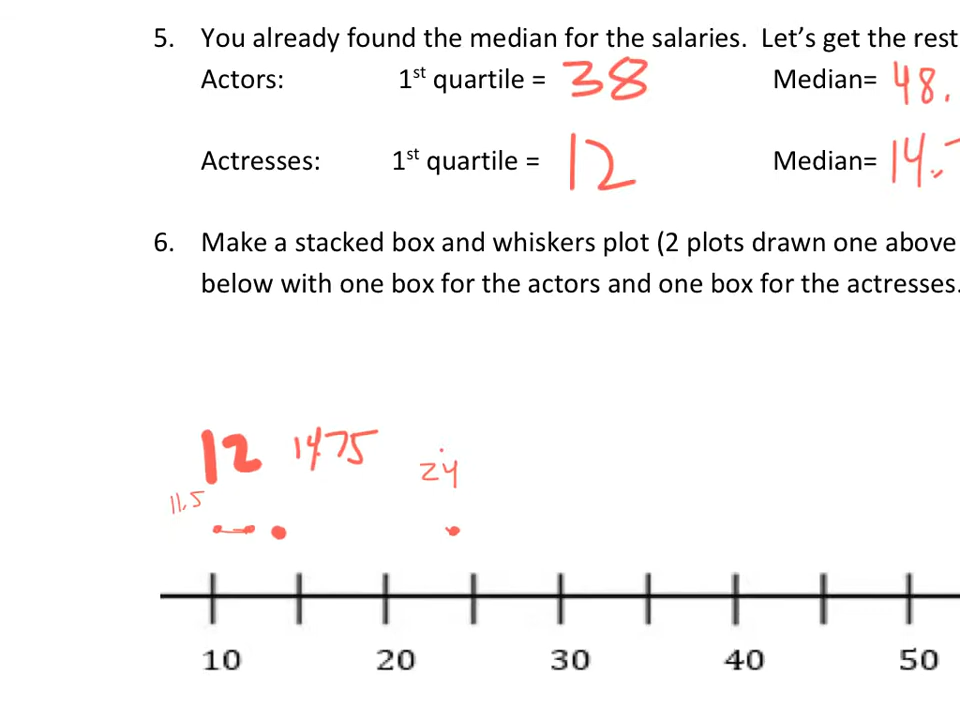 5. You already found the median for the salaries. Let's get the rest
Actors: 1st quartile = 38 Median= 48.
Actresses: 1st quartile = 12 Median= 14.
6. Make a stacked box and whiskers plot (2 plots drawn one above
below with one box for the actors and one box for the actresses.
12 14.75 24
11.5
10 20 30 40 50